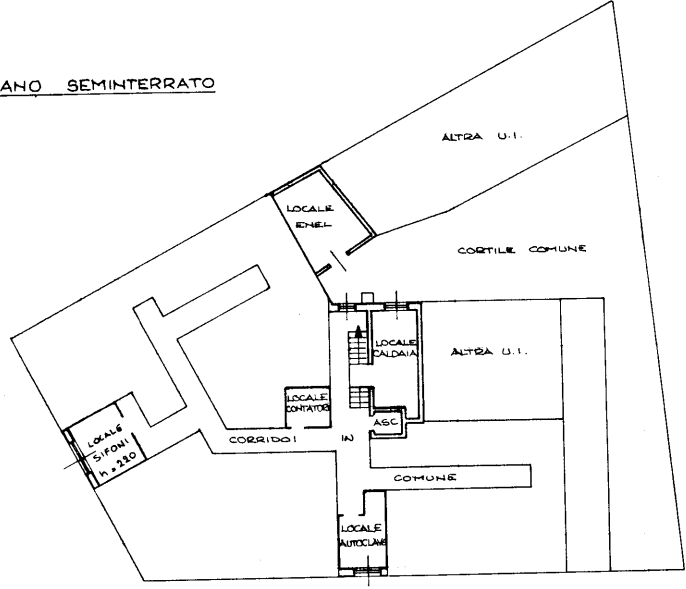 ANO SEMINTERRATO
ALTRA U.I.
LOCALE
ENEL
CORTILE COMUNE
LOCALE
CALDAIA
ALTRA U.I.
LOCALE
CONTATORI
ASC
LOCALE
SIFONI
h=220
CORRIDOI IN
COMUNE
LOCALE
AUTOCLAVE